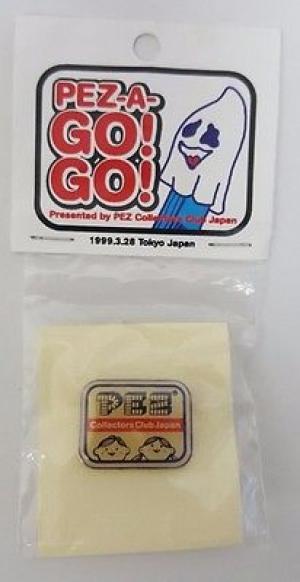 PEZ-A-
GO!
GO!
Presented by PEZ Collectors Club Japan
1999.3.28 Tokyo Japan
PEZ
Collectors Club Japan